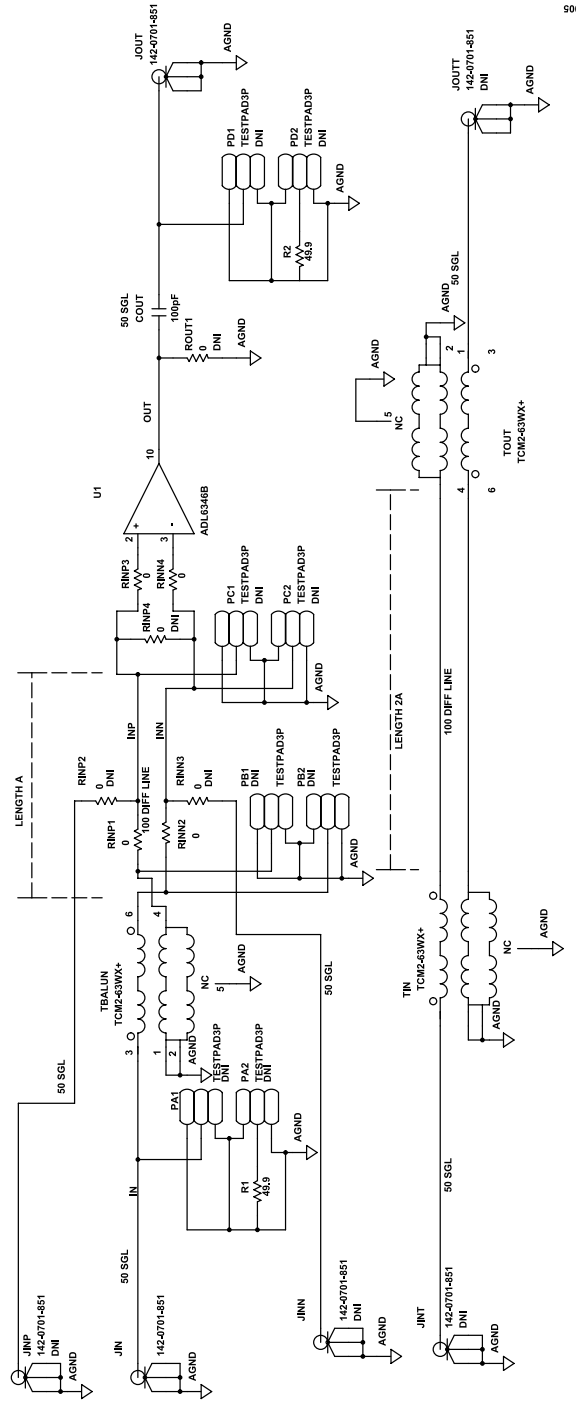 JINP
142-0701-851
DNI
AGND
50 SGL
JIN
142-0701-851
AGND
50 SGL
IN
PA1
TESTPAD3P
DNI
PA2
TESTPAD3P
DNI
R1
49.9
AGND
TBALUN
TCM2-63WX+
3
1
2
6
4
NC
5
AGND
AGND
LENGTH A
RINP2
0
DNI
RINP1
0
100 DIFF LINE
RINN2
0
RINN3
0
DNI
INP
INN
PB1
DNI
TESTPAD3P
PB2
DNI
TESTPAD3P
AGND
PC1
TESTPAD3P
DNI
PC2
TESTPAD3P
DNI
AGND
RINP3
0
RINP4
0
DNI
RINN4
0
U1
2
+
3
-
ADL6346B
10
OUT
50 SGL
COUT
100pF
ROUT1
0
DNI
AGND
PD1
TESTPAD3P
DNI
PD2
TESTPAD3P
DNI
R2
49.9
AGND
JOUT
142-0701-851
AGND
JINN
142-0701-851
DNI
AGND
50 SGL
JINT
142-0701-851
DNI
AGND
50 SGL
TIN
TCM2-63WX+
AGND
NC
AGND
LENGTH 2A
100 DIFF LINE
NC
5
AGND
4
6
2
1
3
TOUT
TCM2-63WX+
AGND
50 SGL
JOUTT
142-0701-851
DNI
AGND